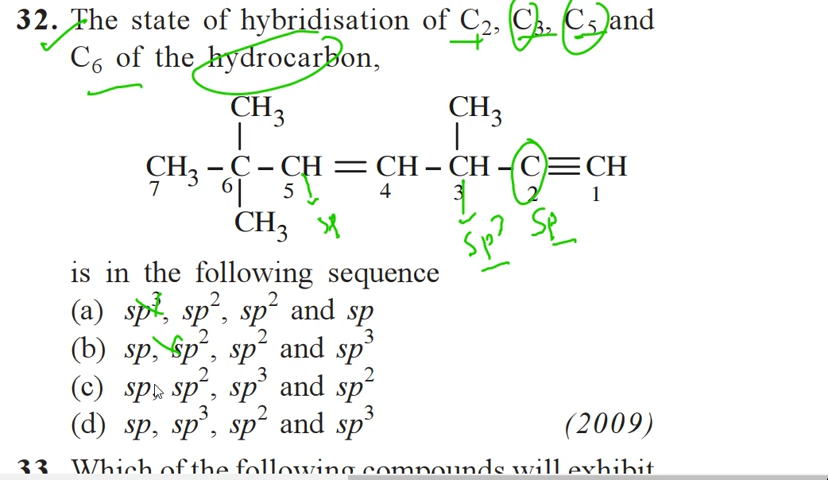 32. The state of hybridisation of C₂, C₃, C₅ and
C₆ of the hydrocarbon,
CH₃ CH₃
| |
CH₃ – C – CH = CH – CH – C ≡ CH
7 6| 5 4 3 2 1
CH₃
sp³ sp
is in the following sequence
(a) sp³, sp², sp² and sp
(b) sp, sp², sp² and sp³
(c) sp, sp², sp³ and sp²
(d) sp, sp³, sp² and sp³ (2009)
33. Which of the following compounds will exhibit